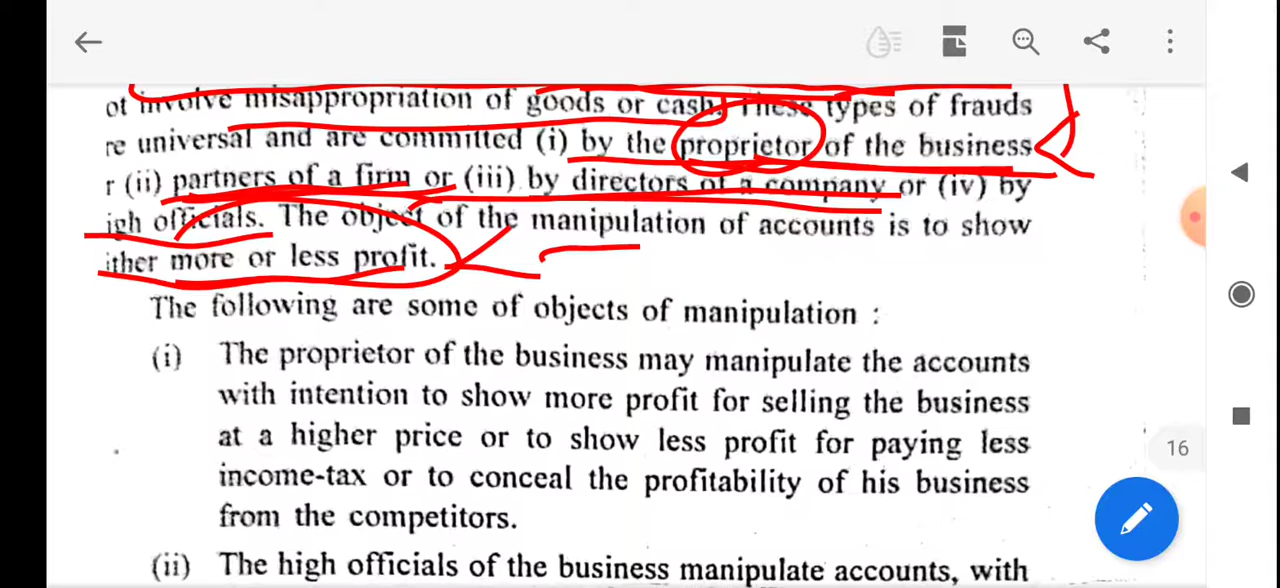 ot involve misappropriation of goods or cash. These types of frauds
re universal and are committed (i) by the proprietor of the business
r (ii) partners of a firm or (iii) by directors of a company or (iv) by
igh officials. The object of the manipulation of accounts is to show
ither more or less profit.
The following are some of objects of manipulation :
(i) The proprietor of the business may manipulate the accounts
with intention to show more profit for selling the business
at a higher price or to show less profit for paying less
income-tax or to conceal the profitability of his business
from the competitors.
16
(ii) The high officials of the business manipulate accounts, with